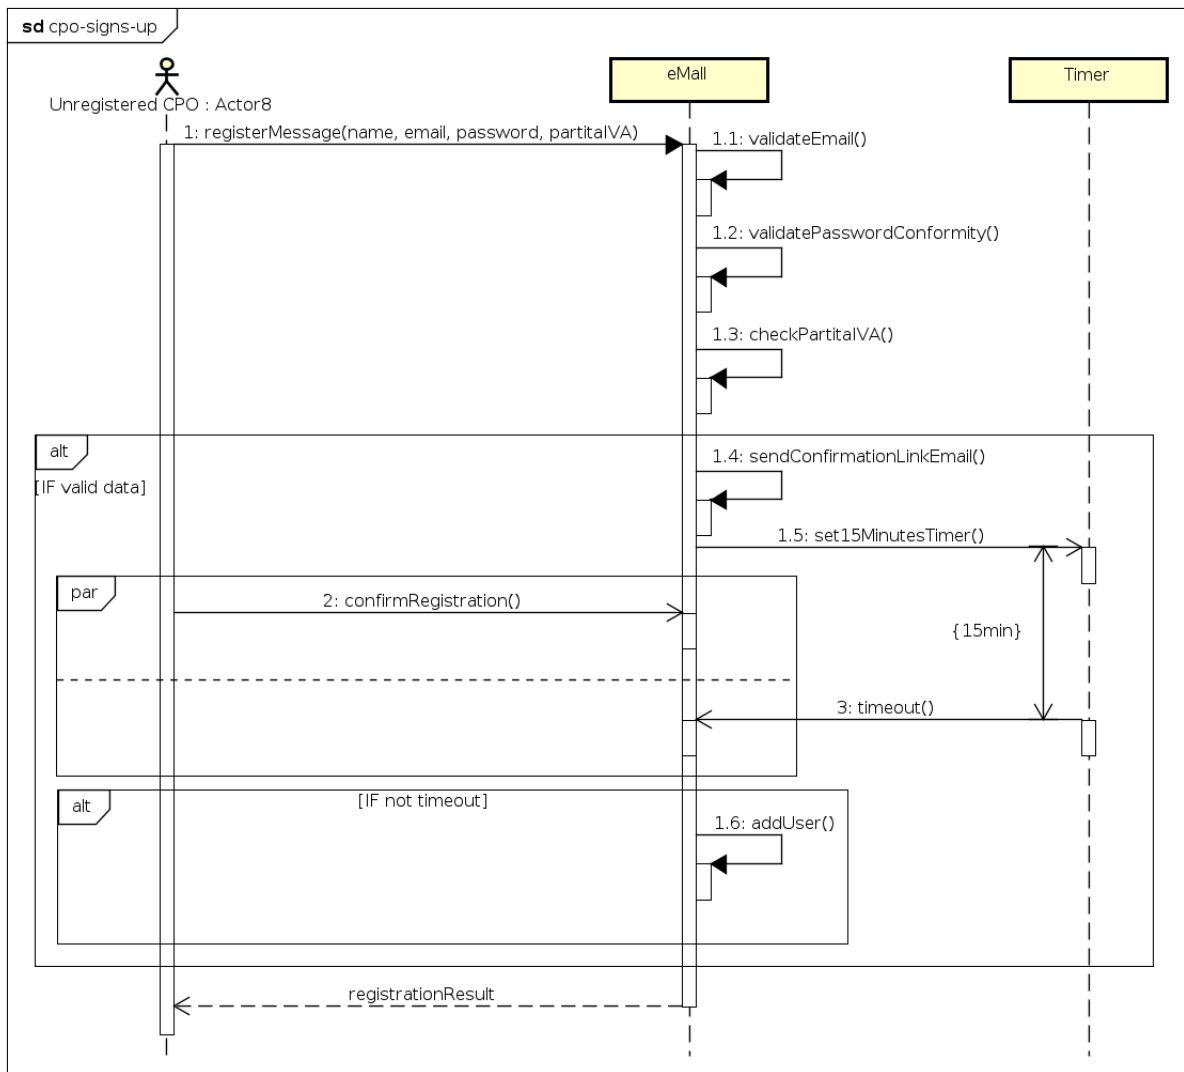 sd cpo-signs-up
Unregistered CPO : Actor8
eMall
Timer
1: registerMessage(name, email, password, partitaIVA)
1.1: validateEmail()
1.2: validatePasswordConformity()
1.3: checkPartitaIVA()
alt
[IF valid data]
1.4: sendConfirmationLinkEmail()
1.5: set15MinutesTimer()
par
2: confirmRegistration()
{15min}
3: timeout()
alt
[IF not timeout]
1.6: addUser()
registrationResult